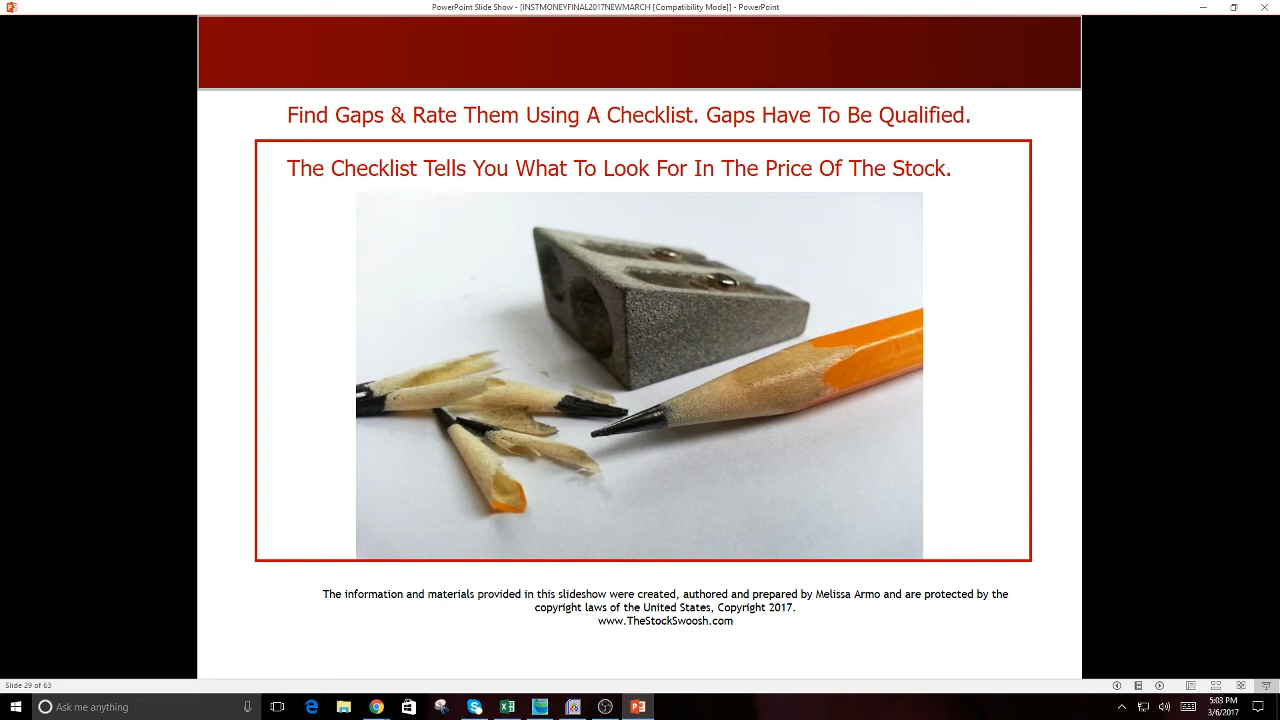 PowerPoint Slide Show - [INSTMONEYFINAL2017NEWMARCH [Compatibility Mode]] - PowerPoint
Find Gaps & Rate Them Using A Checklist. Gaps Have To Be Qualified.
The Checklist Tells You What To Look For In The Price Of The Stock.
The information and materials provided in this slideshow were created, authored and prepared by Melissa Armo and are protected by the
copyright laws of the United States, Copyright 2017.
www.TheStockSwoosh.com
Slide 29 of 63
Ask me anything
5:03 PM
3/6/2017